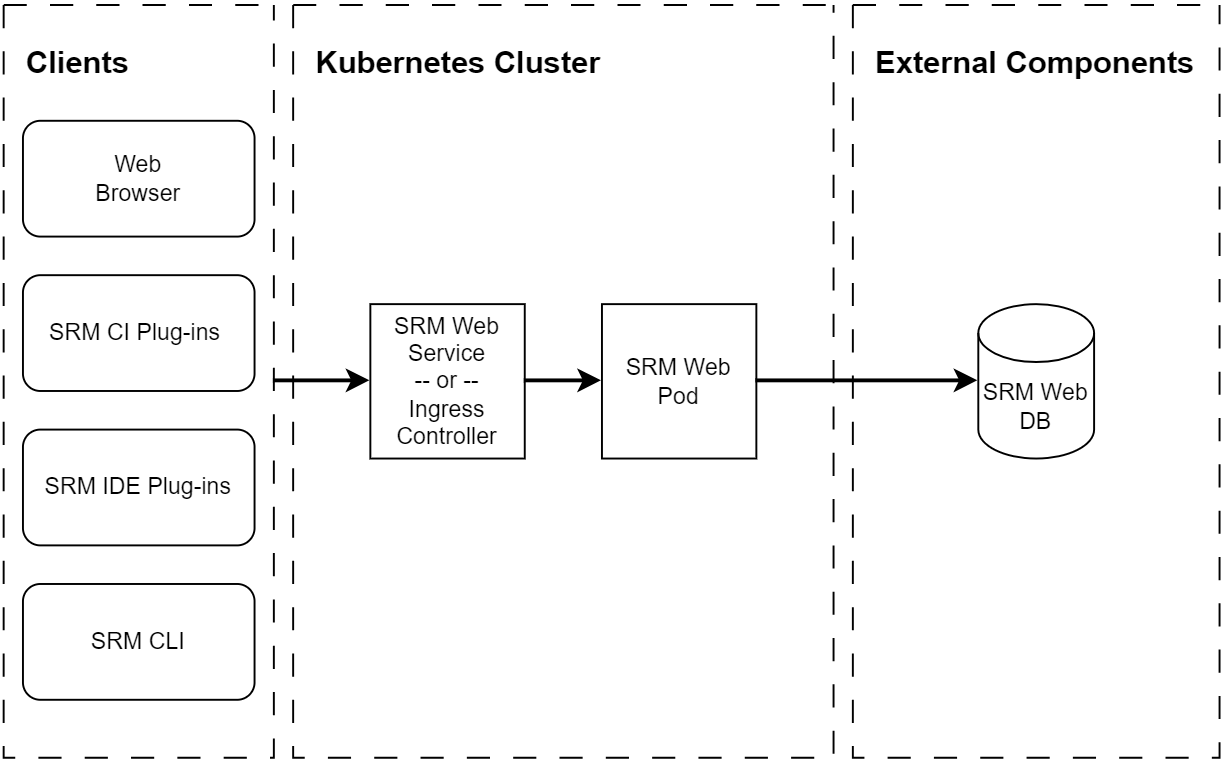 Clients
Web
Browser
SRM CI Plug-ins
SRM IDE Plug-ins
SRM CLI
Kubernetes Cluster
SRM Web
Service
-- or --
Ingress
Controller
SRM Web
Pod
External Components
SRM Web
DB